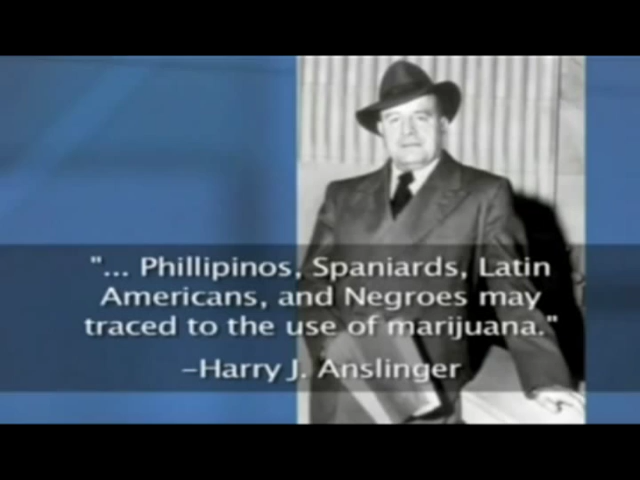 "... Phillipinos, Spaniards, Latin
Americans, and Negroes may
traced to the use of marijuana."
–Harry J. Anslinger